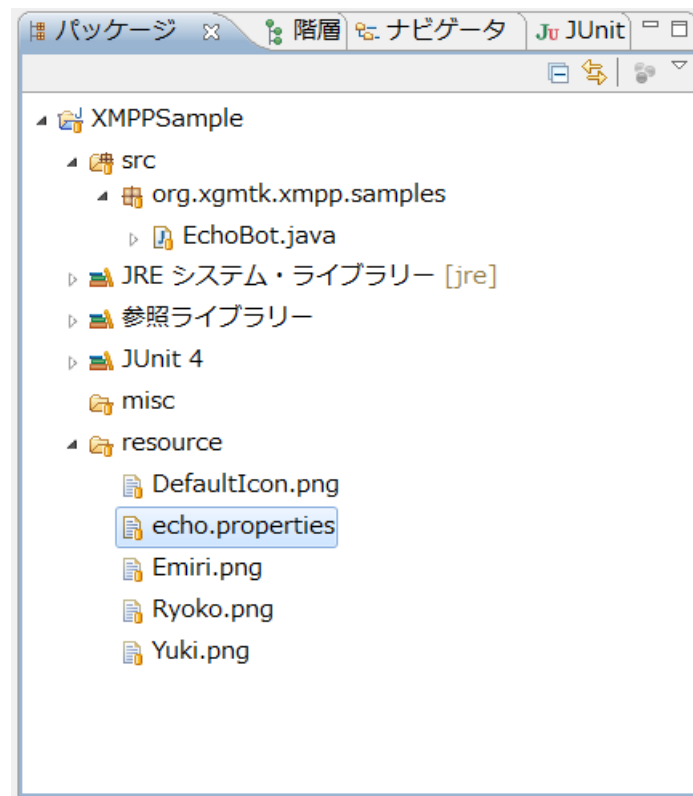 パッケージ 階層 ナビゲータ Ju JUnit
XMPPSample
src
org.xgmtk.xmpp.samples
EchoBot.java
JRE システム・ライブラリー [jre]
参照ライブラリー
JUnit 4
misc
resource
DefaultIcon.png
echo.properties
Emiri.png
Ryoko.png
Yuki.png